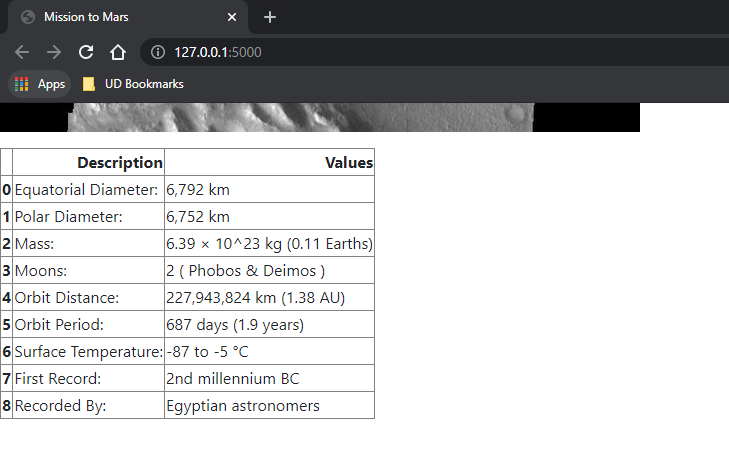 Mission to Mars
127.0.0.1:5000
Apps UD Bookmarks
Description Values
0 Equatorial Diameter: 6,792 km
1 Polar Diameter: 6,752 km
2 Mass: 6.39 × 10^23 kg (0.11 Earths)
3 Moons: 2 ( Phobos & Deimos )
4 Orbit Distance: 227,943,824 km (1.38 AU)
5 Orbit Period: 687 days (1.9 years)
6 Surface Temperature: -87 to -5 °C
7 First Record: 2nd millennium BC
8 Recorded By: Egyptian astronomers